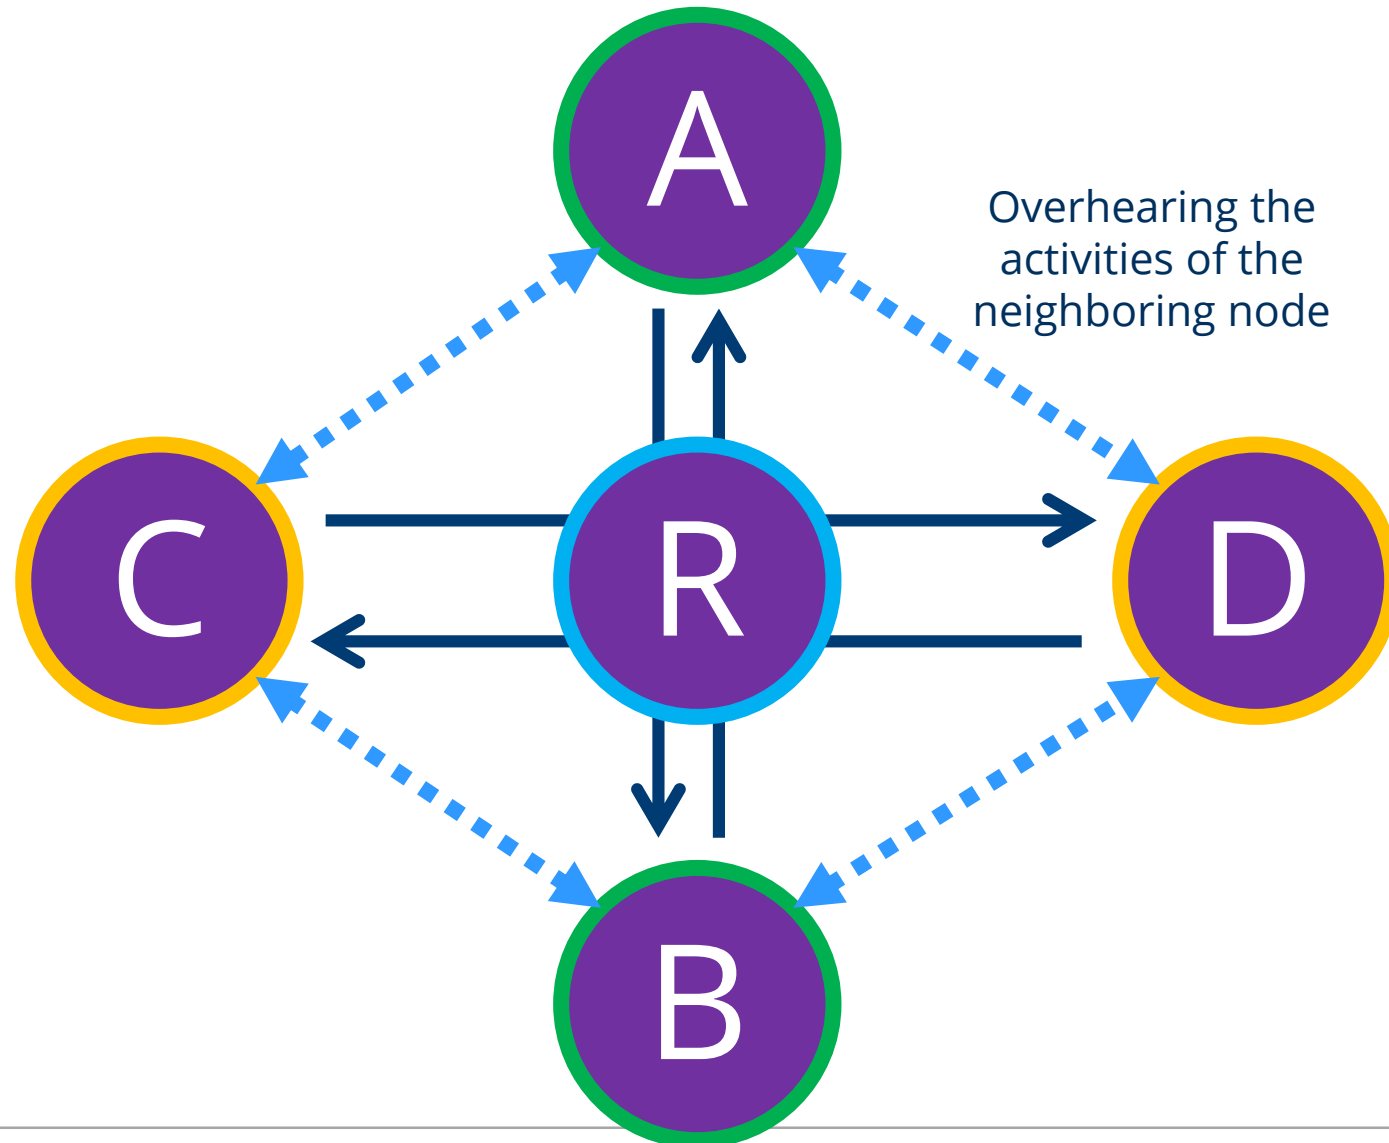 A
Overhearing the
activities of the
neighboring node
C
R
D
B